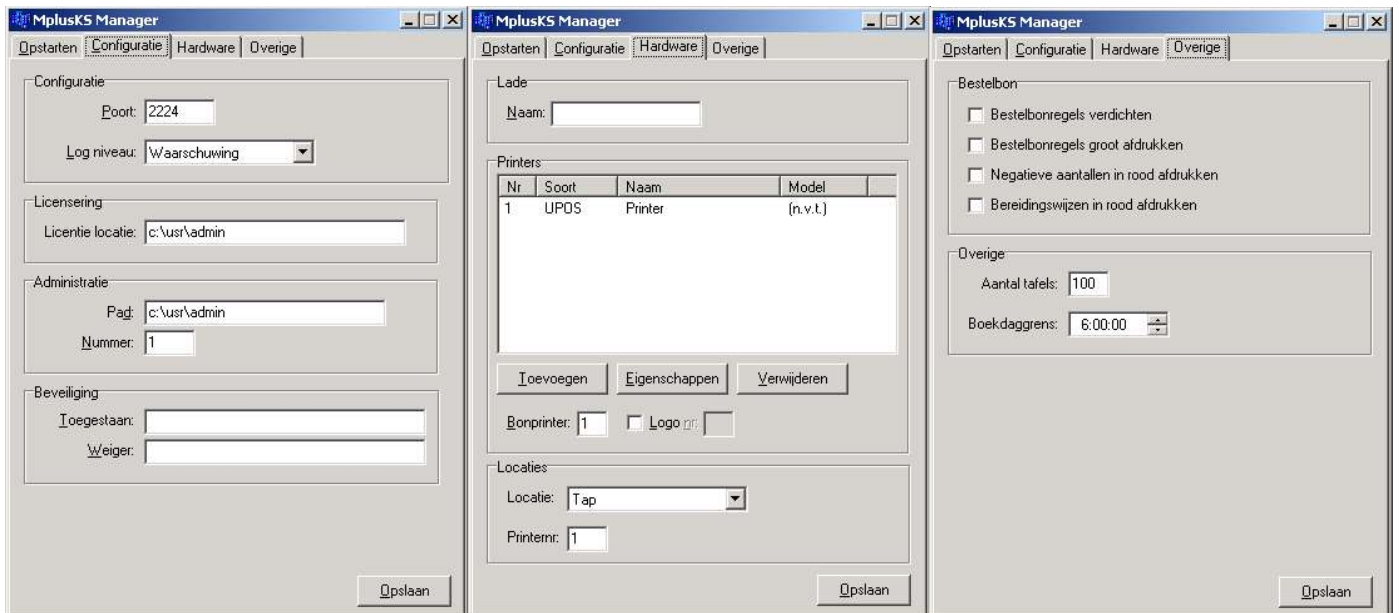 MplusKS Manager
Opstarten Configuratie Hardware Overige
Configuratie
Poort: 2224
Log niveau: Waarschuwing
Licensering
Licentie locatie: c:\usr\admin
Administratie
Pad: c:\usr\admin
Nummer: 1
Beveiliging
Toegestaan:
Weiger:
Opslaan
MplusKS Manager
Opstarten Configuratie Hardware Overige
Lade
Naam:
Printers
Nr Soort Naam Model
1 UPOS Printer (n.v.t.)
Toevoegen Eigenschappen Verwijderen
Bonprinter: 1 Logo nr:
Locaties
Locatie: Tap
Printernr: 1
Opslaan
MplusKS Manager
Opstarten Configuratie Hardware Overige
Bestelbon
Bestelbonregels verdichten
Bestelbonregels groot afdrukken
Negatieve aantallen in rood afdrukken
Bereidingswijzen in rood afdrukken
Overige
Aantal tafels: 100
Boekdaggrens: 6:00:00
Opslaan